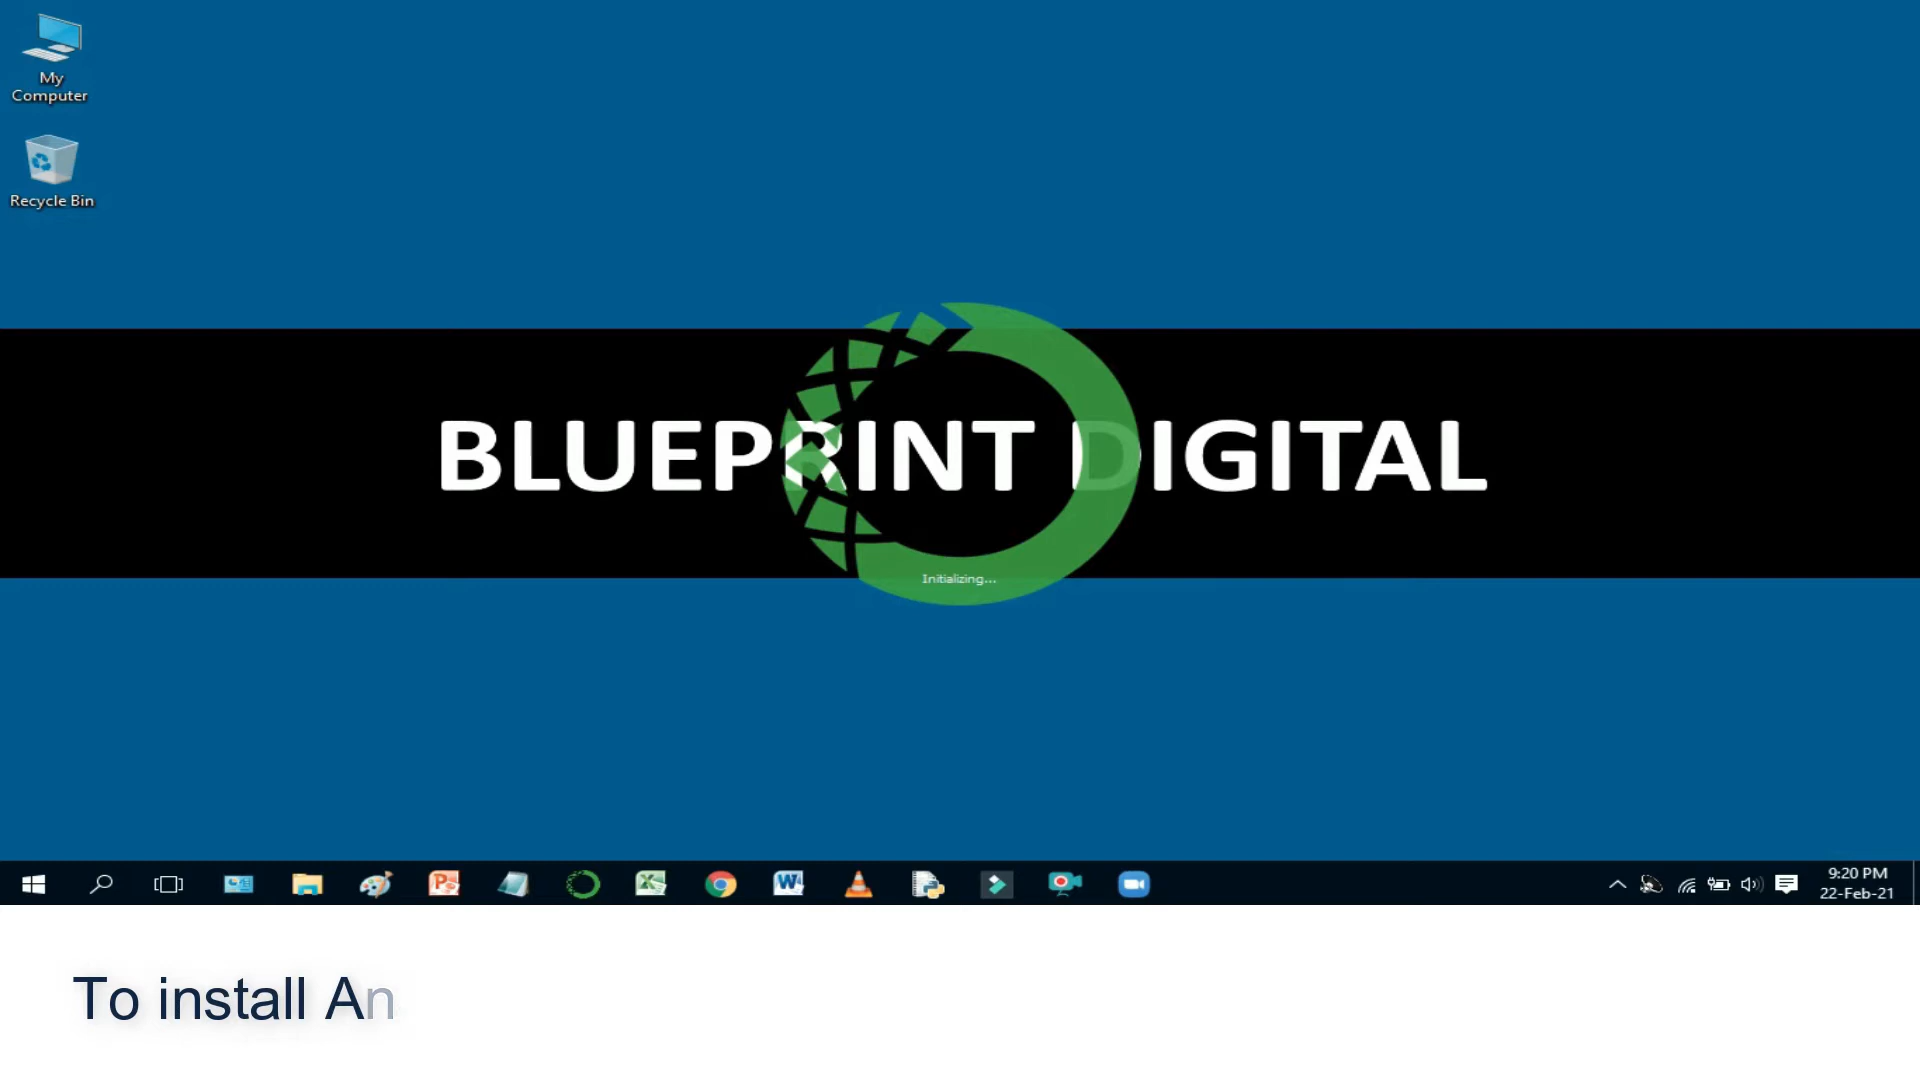 My
Computer
Recycle Bin
BLUEPRINT DIGITAL
Initializing...
9:20 PM
22-Feb-21
To install An